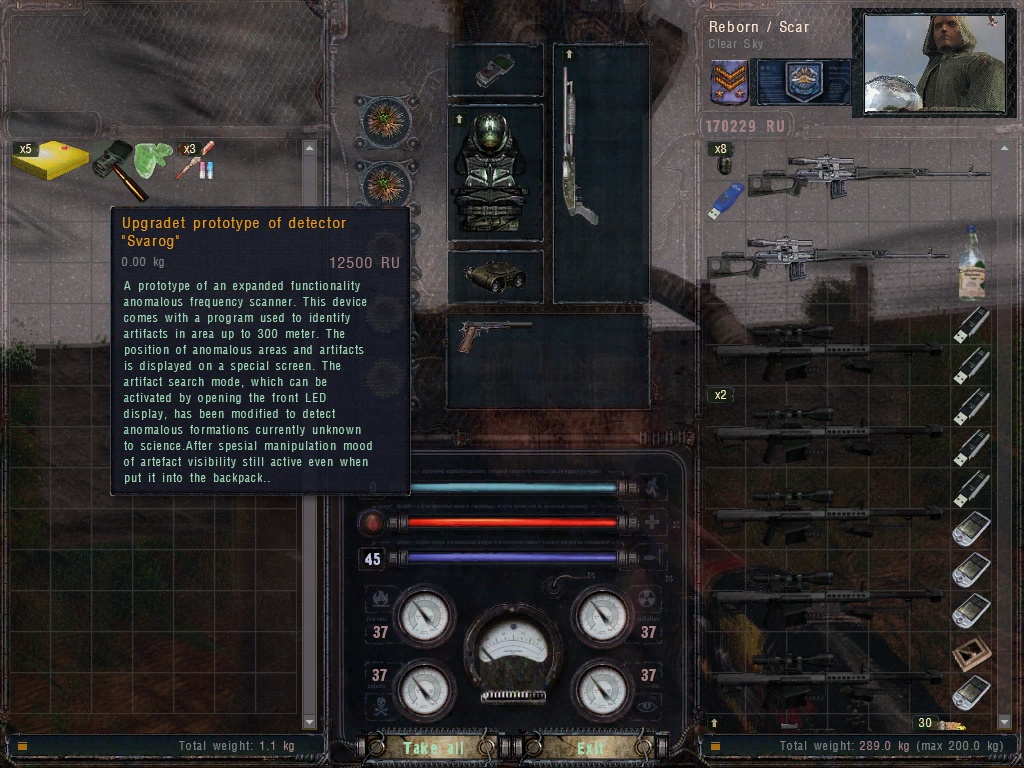 Reborn / Scar
Clear Sky
170229 RU
x5
x3
x8
Upgradet prototype of detector
"Svarog"
0.00 kg
12500 RU
A prototype of an expanded functionality
anomalous frequency scanner. This device
comes with a program used to identify
artifacts in area up to 300 meter. The
position of anomalous areas and artifacts
is displayed on a special screen. The
artifact search mode, which can be
activated by opening the front LED
display, has been modified to detect
anomalous formations currently unknown
to science.After spesial manipulation mood
of artefact visibility still active even when
put it into the backpack..
x2
45
37
37
37
37
30
Total weight: 1.1 kg
Take all
Exit
Total weight: 289.0 kg (max 200.0 kg)